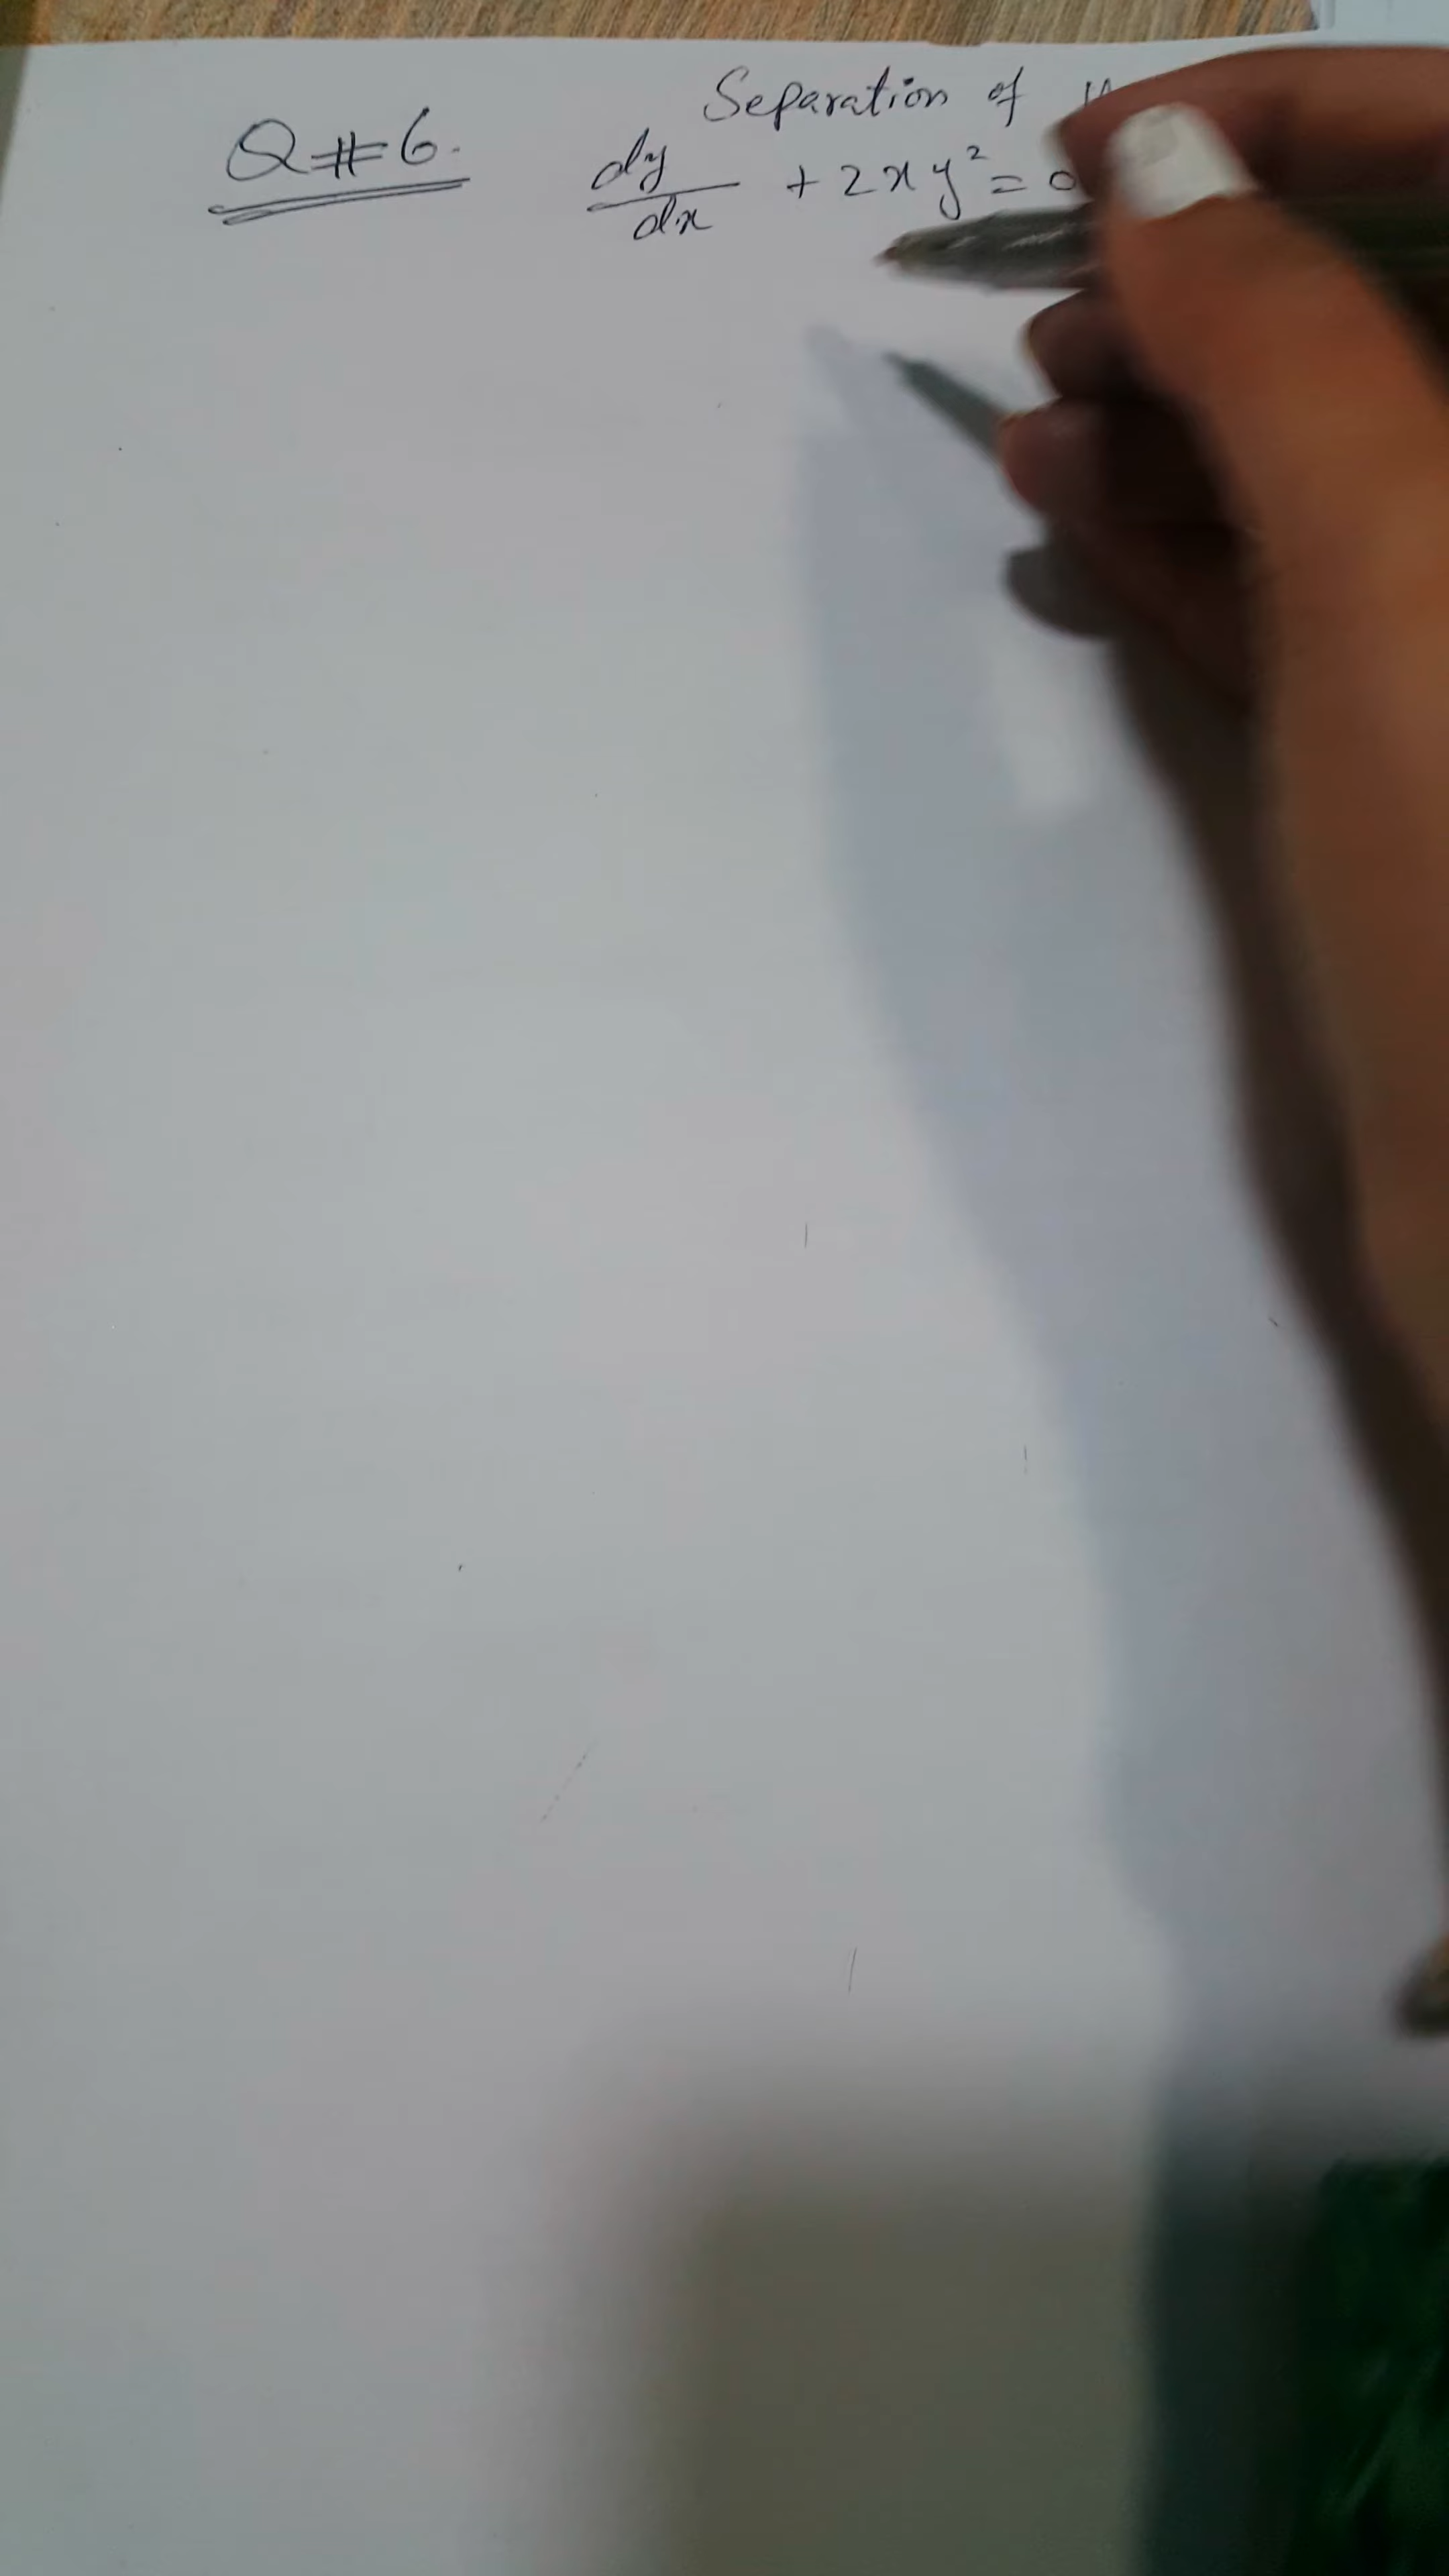 Separation of
Q#6. dy/dx + 2xy² = 0